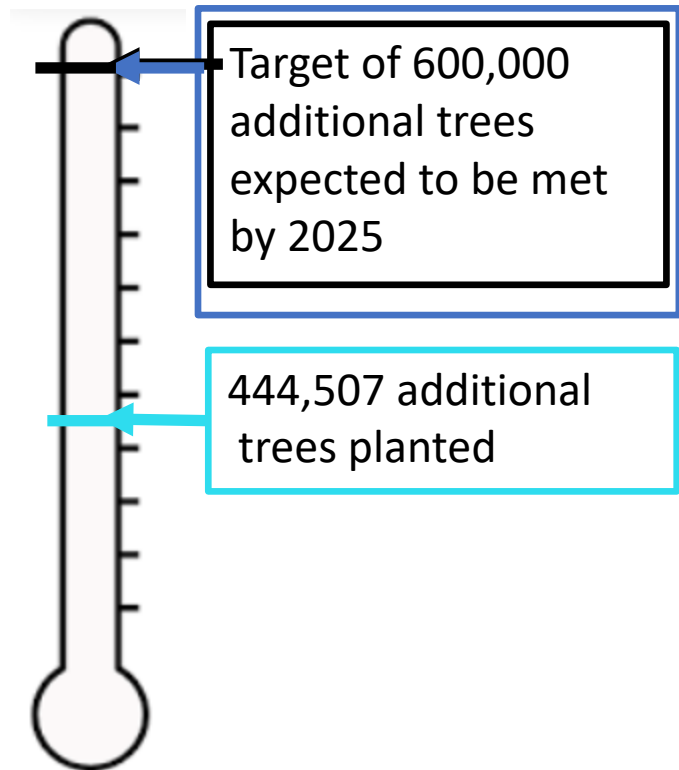 Target of 600,000
additional trees
expected to be met
by 2025
444,507 additional
trees planted